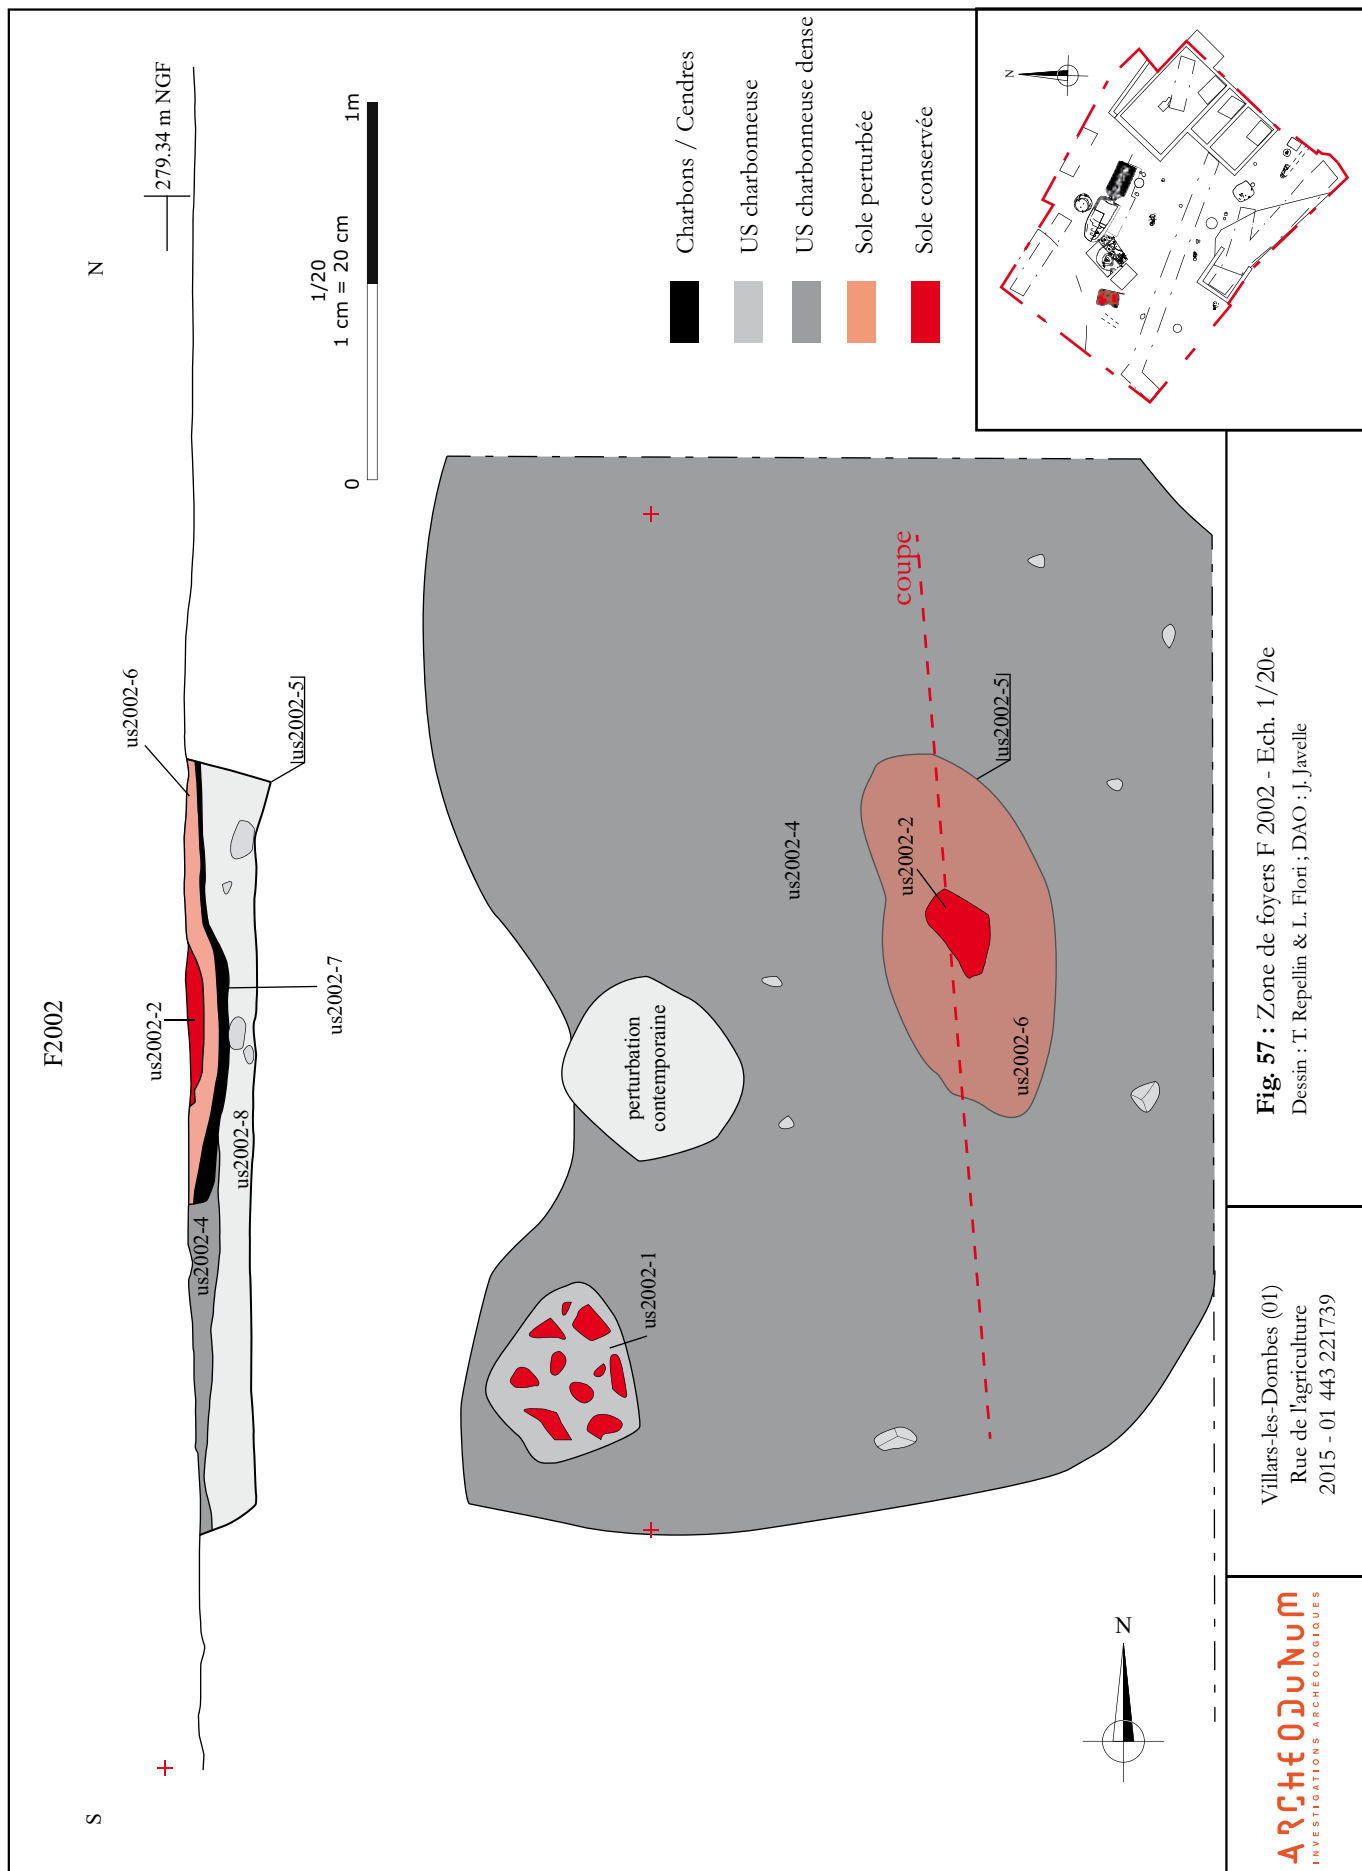 F2002
S
N
279.34 m NGF
us2002-6
us2002-2
us2002-5
us2002-7
us2002-8
us2002-4
1/20
1 cm = 20 cm
0
1m
Charbons / Cendres
US charbonneuse
US charbonneuse dense
Sole perturbée
Sole conservée
N
coupe
us2002-5
us2002-4
us2002-2
us2002-6
perturbation
contemporaine
us2002-1
N
ARCHEODUNUM
INVESTIGATIONS ARCHÉOLOGIQUES
Villars-les-Dombes (01)
Rue de l'agriculture
2015 - 01 443 221739
Fig. 57 : Zone de foyers F 2002 - Ech. 1/20e
Dessin : T. Repellin & L. Flori ; DAO : J. Javelle